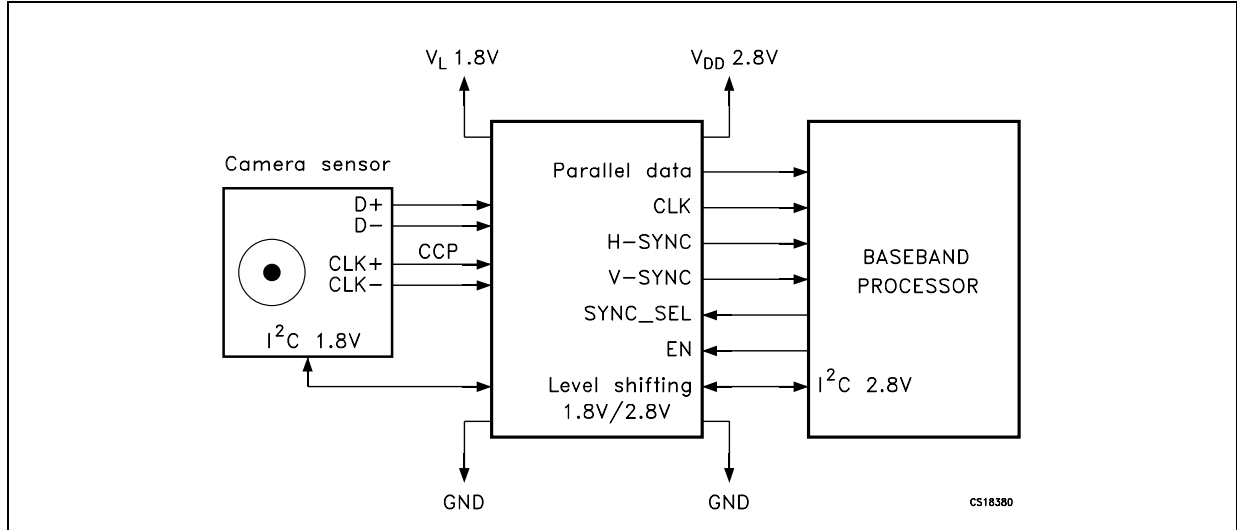 V_L 1.8V
V_DD 2.8V
Camera sensor
D+
D-
CCP
CLK+
CLK-
I²C 1.8V
Parallel data
CLK
H-SYNC
V-SYNC
SYNC_SEL
EN
Level shifting
1.8V/2.8V
BASEBAND
PROCESSOR
I²C 2.8V
GND
GND
CS18380